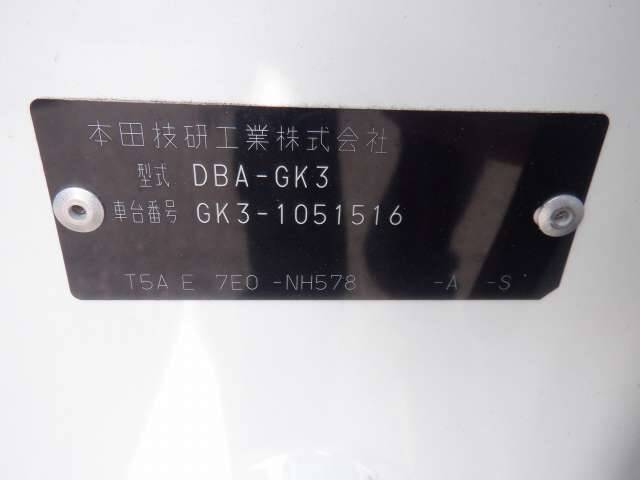 本田技研工業株式会社
型式 DBA-GK3
車台番号 GK3-1051516
T5A E 7E0 -NH578 -A -S